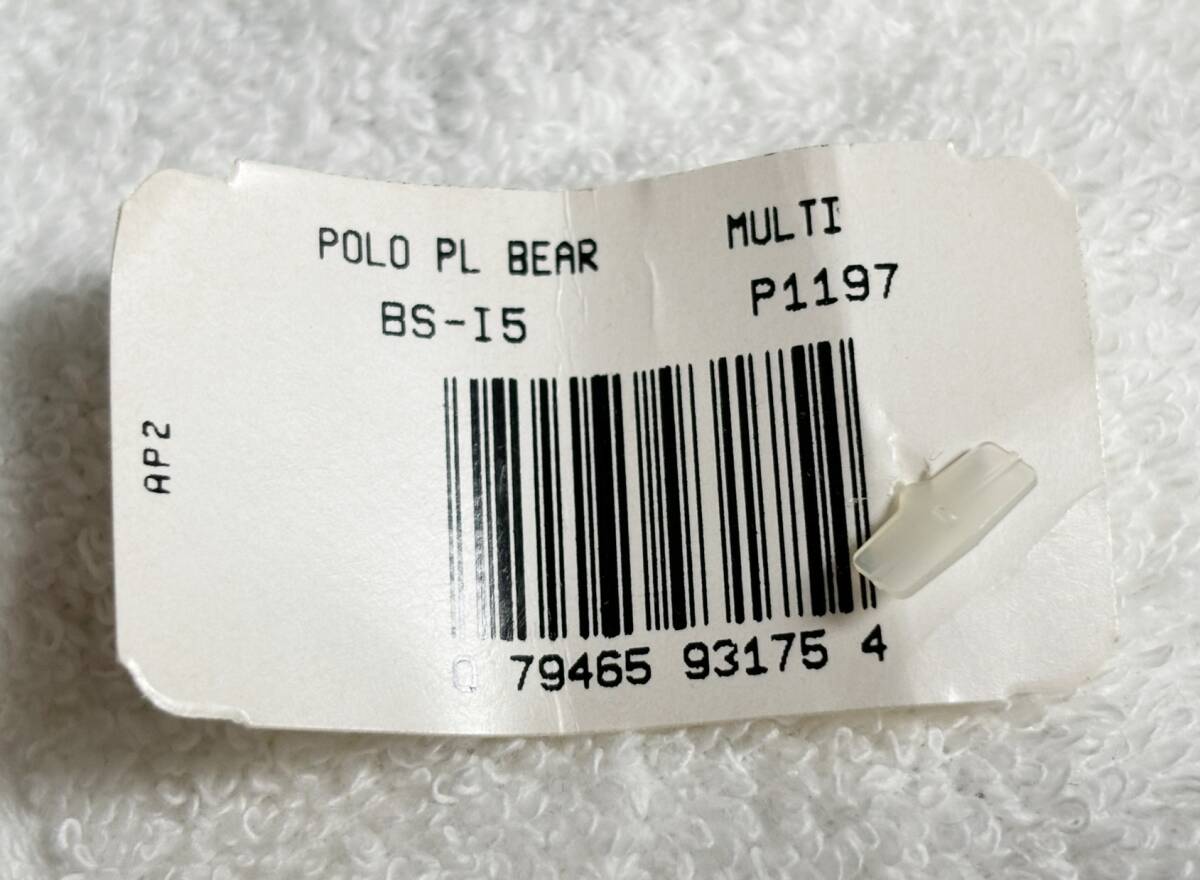 POLO PL BEAR MULTI
BS-I5 P1197
AP2
0 79465 93175 4